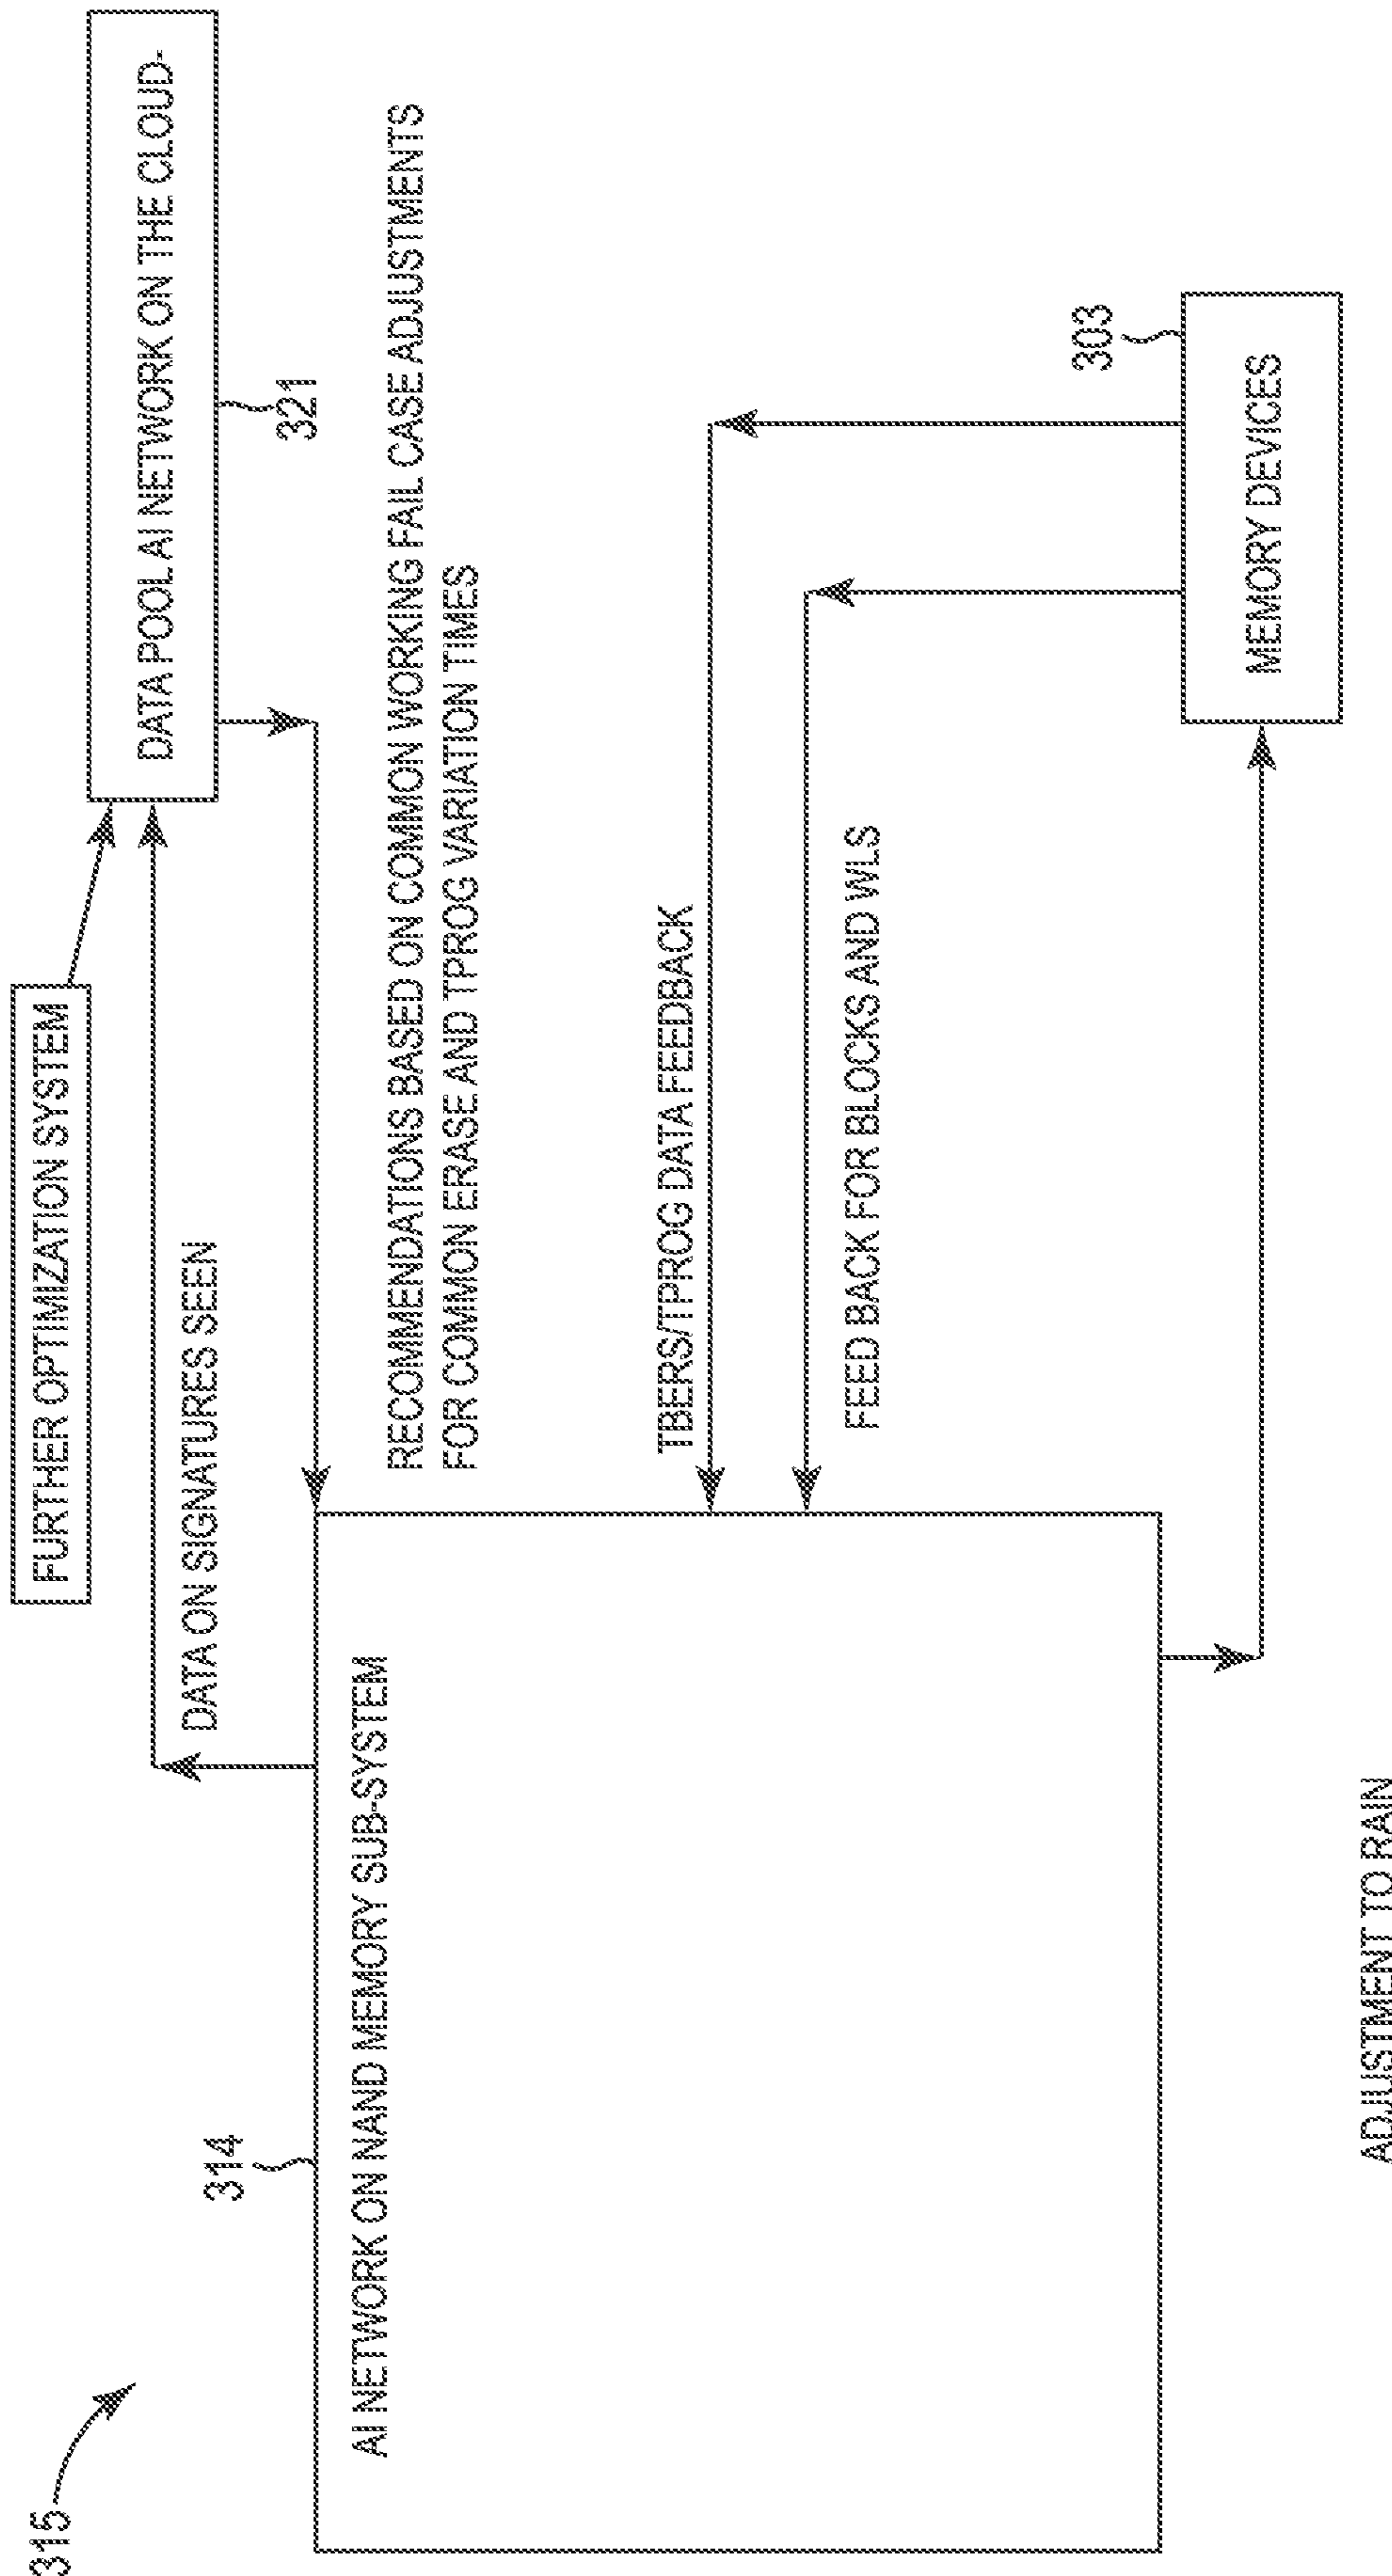 315
FURTHER OPTIMIZATION SYSTEM
DATA POOL AI NETWORK ON THE CLOUD-
321
DATA ON SIGNATURES SEEN
314
AI NETWORK ON NAND MEMORY SUB-SYSTEM
RECOMMENDATIONS BASED ON COMMON WORKING FAIL CASE ADJUSTMENTS
FOR COMMON ERASE AND TPROG VARIATION TIMES
TBERS/TPROG DATA FEEDBACK
FEED BACK FOR BLOCKS AND WLS
303
MEMORY DEVICES
ADJUSTMENT TO RAIN